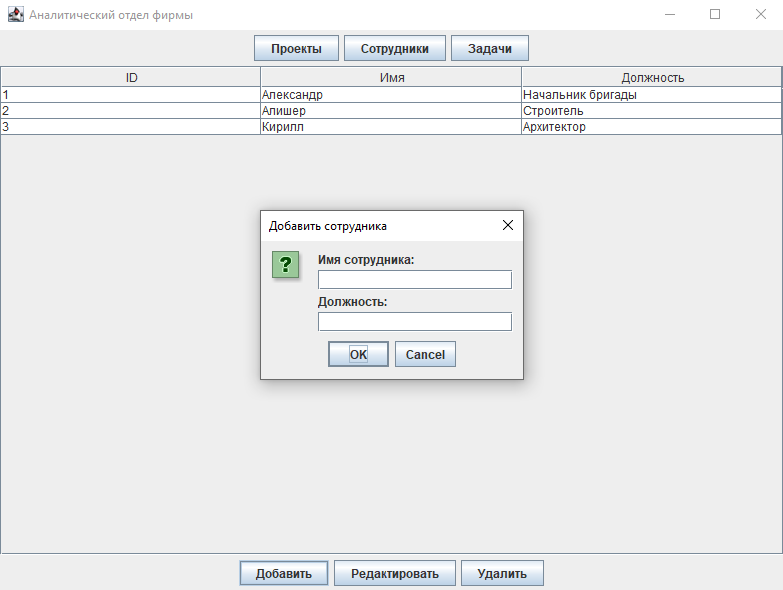 Аналитический отдел фирмы
Проекты Сотрудники Задачи
ID Имя Должность
1 Александр Начальник бригады
2 Алишер Строитель
3 Кирилл Архитектор
Добавить сотрудника
? Имя сотрудника:
Должность:
OK Cancel
Добавить Редактировать Удалить